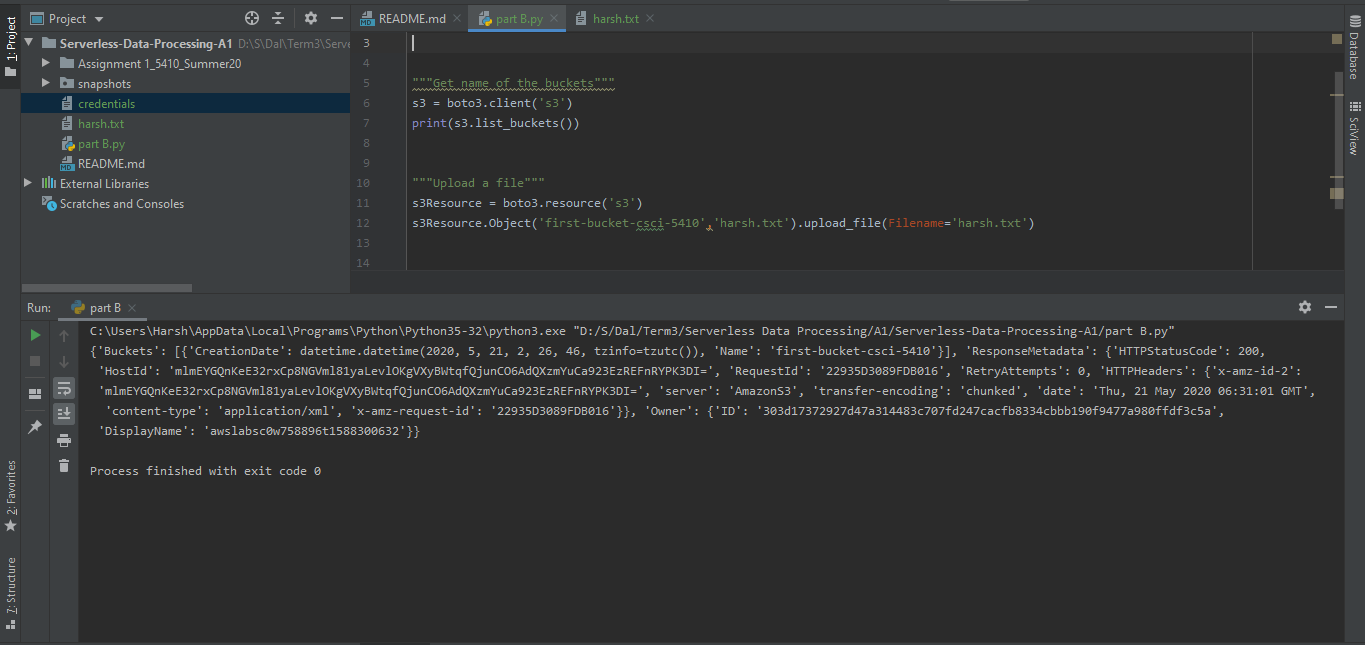 Project
README.md
part B.py
harsh.txt
1: Project
Serverless-Data-Processing-A1 D:\S\Dal\Term3\Serve
Assignment 1_5410_Summer20
snapshots
credentials
harsh.txt
part B.py
README.md
External Libraries
Scratches and Consoles
3
4
5 """Get name of the buckets"""
6 s3 = boto3.client('s3')
7 print(s3.list_buckets())
8
9
10 """Upload a file"""
11 s3Resource = boto3.resource('s3')
12 s3Resource.Object('first-bucket-csci-5410','harsh.txt').upload_file(Filename='harsh.txt')
13
14
Database
SciView
Run: part B
C:\Users\Harsh\AppData\Local\Programs\Python\Python35-32\python3.exe "D:/S/Dal/Term3/Serverless Data Processing/A1/Serverless-Data-Processing-A1/part B.py"
{'Buckets': [{'CreationDate': datetime.datetime(2020, 5, 21, 2, 26, 46, tzinfo=tzutc()), 'Name': 'first-bucket-csci-5410'}], 'ResponseMetadata': {'HTTPStatusCode': 200,
'HostId': 'mlmEYGQnKeE32rxCp8NGVml81yaLevlOKgVXyBWtqfQjunCO6AdQXzmYuCa923EzREFnRYPK3DI=', 'RequestId': '22935D3089FDB016', 'RetryAttempts': 0, 'HTTPHeaders': {'x-amz-id-2':
'mlmEYGQnKeE32rxCp8NGVml81yaLevlOKgVXyBWtqfQjunCO6AdQXzmYuCa923EzREFnRYPK3DI=', 'server': 'AmazonS3', 'transfer-encoding': 'chunked', 'date': 'Thu, 21 May 2020 06:31:01 GMT',
'content-type': 'application/xml', 'x-amz-request-id': '22935D3089FDB016'}}, 'Owner': {'ID': '303d17372927d47a314483c707fd247cacfb8334cbbb190f9477a980ffdf3c5a',
'DisplayName': 'awslabsc0w758896t1588300632'}}
Process finished with exit code 0
2: Favorites
7: Structure